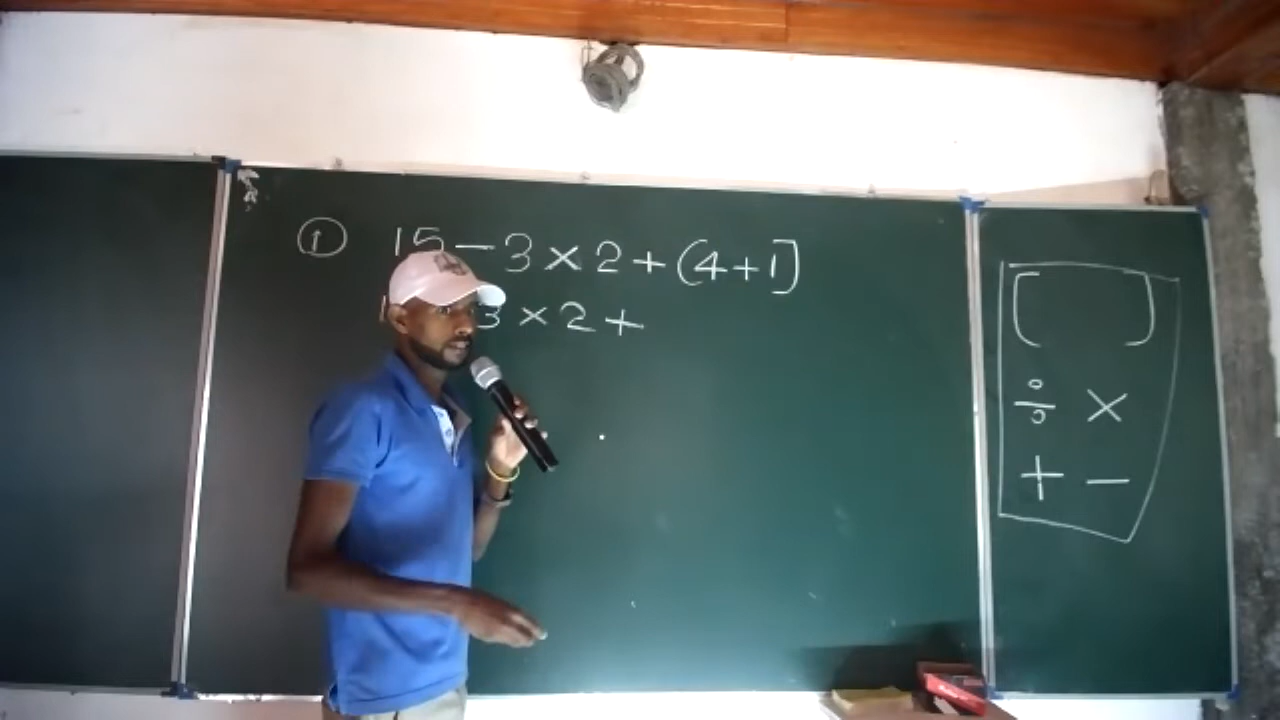 ① 15 - 3 × 2 + (4 + 1]
3 × 2 +
[ ]
÷ ×
+ -